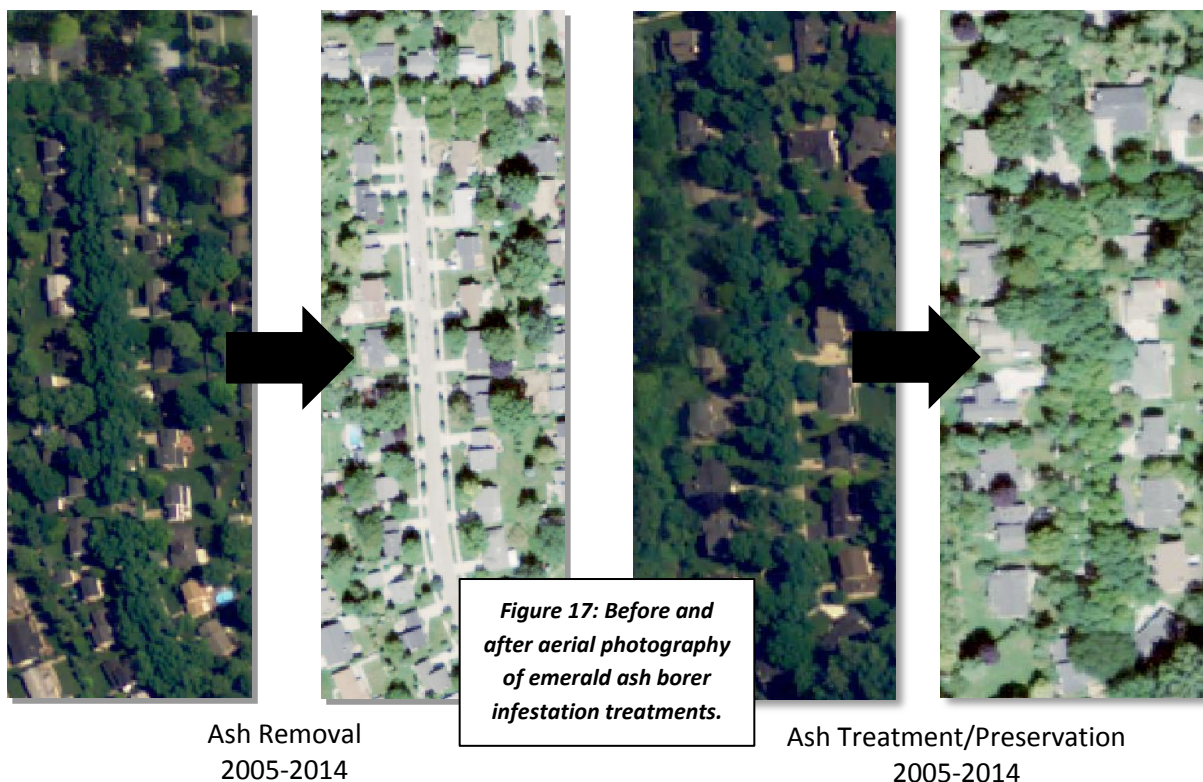 Figure 17: Before and
after aerial photography
of emerald ash borer
infestation treatments.
Ash Removal
2005-2014
Ash Treatment/Preservation
2005-2014